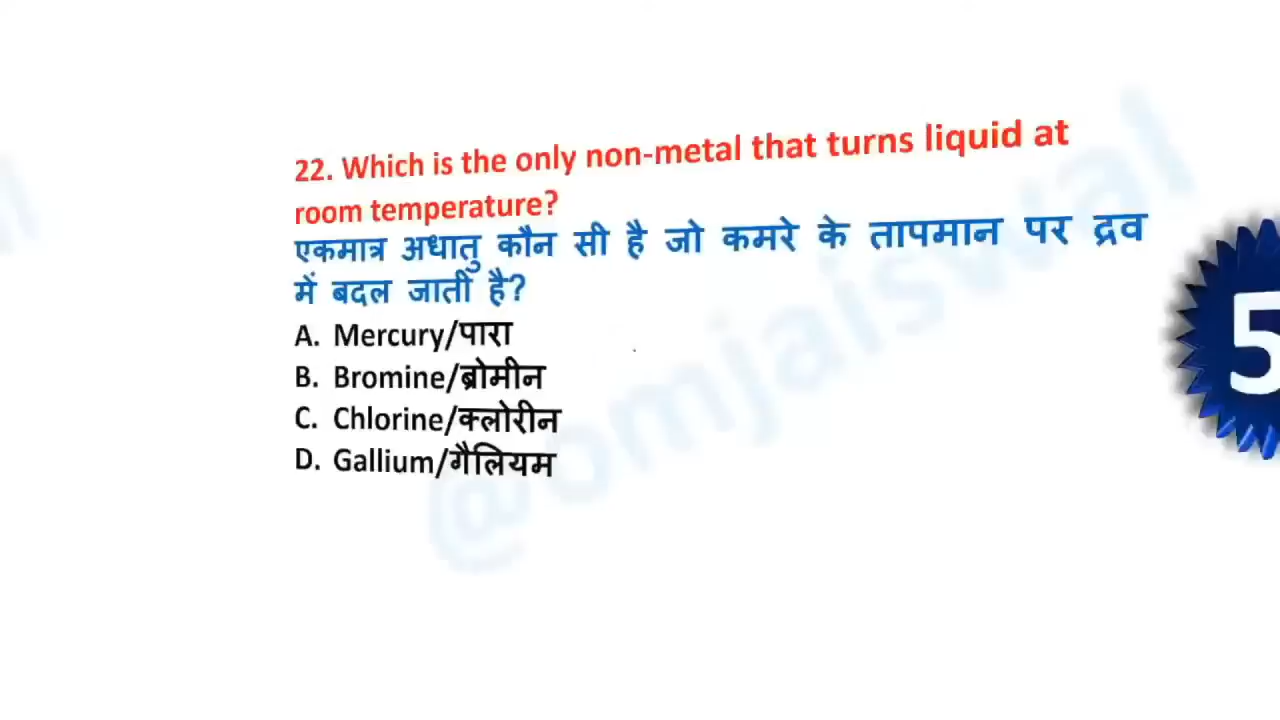 22. Which is the only non-metal that turns liquid at
room temperature?
एकमात्र अधातु कौन सी है जो कमरे के तापमान पर द्रव
में बदल जाती है?
A. Mercury/पारा
B. Bromine/ब्रोमीन
C. Chlorine/क्लोरीन
D. Gallium/गैलियम
@omjaiswal
5